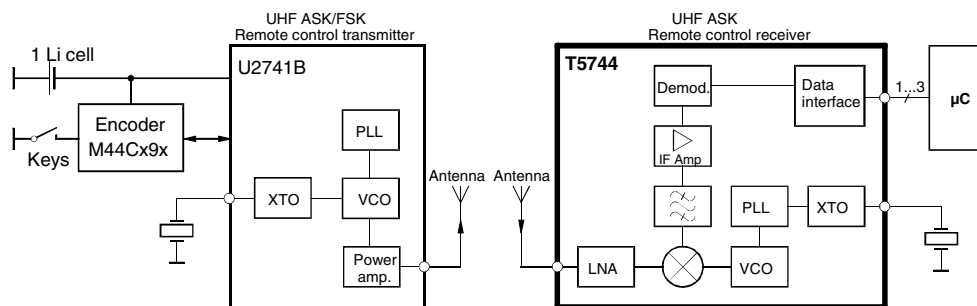 UHF ASK/FSK
Remote control transmitter
UHF ASK
Remote control receiver
1 Li cell
U2741B
Encoder
M44Cx9x
Keys
PLL
XTO
VCO
Power
amp.
Antenna
Antenna
T5744
Demod.
Data
interface
1...3
µC
IF Amp
PLL
XTO
LNA
VCO